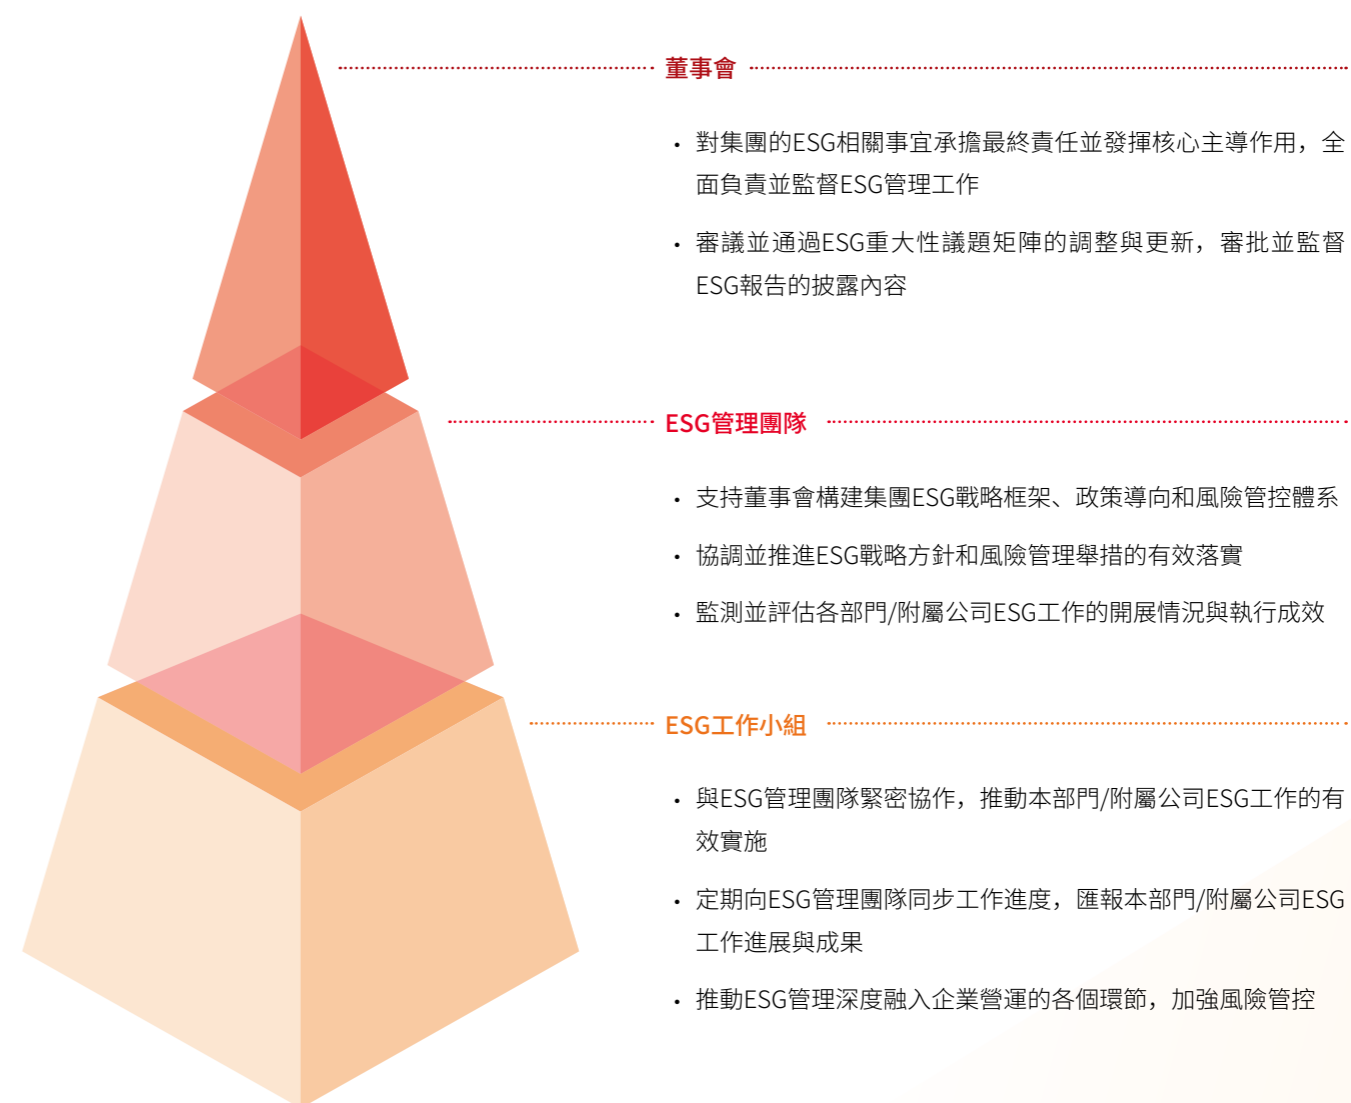 董事會
• 對集團的ESG相關事宜承擔最終責任並發揮核心主導作用，全
面負責並監督ESG管理工作
• 審議並通過ESG重大性議題矩陣的調整與更新，審批並監督
ESG報告的披露內容
ESG管理團隊
• 支持董事會構建集團ESG戰略框架、政策導向和風險管控體系
• 協調並推進ESG戰略方針和風險管理舉措的有效落實
• 監測並評估各部門/附屬公司ESG工作的開展情況與執行成效
ESG工作小組
• 與ESG管理團隊緊密協作，推動本部門/附屬公司ESG工作的有
效實施
• 定期向ESG管理團隊同步工作進度，匯報本部門/附屬公司ESG
工作進展與成果
• 推動ESG管理深度融入企業營運的各個環節，加強風險管控